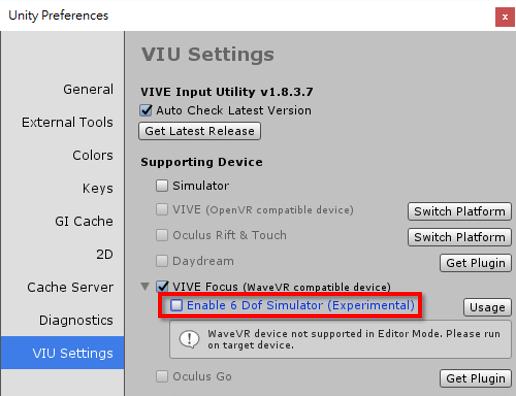 Unity Preferences
x
VIU Settings
General
External Tools
Colors
Keys
GI Cache
2D
Cache Server
Diagnostics
VIU Settings
VIVE Input Utility v1.8.3.7
Auto Check Latest Version
Get Latest Release
Supporting Device
Simulator
VIVE (OpenVR compatible device) Switch Platform
Oculus Rift & Touch Switch Platform
Daydream Get Plugin
VIVE Focus (WaveVR compatible device)
Enable 6 Dof Simulator (Experimental) Usage
WaveVR device not supported in Editor Mode. Please run
on target device.
Oculus Go Get Plugin